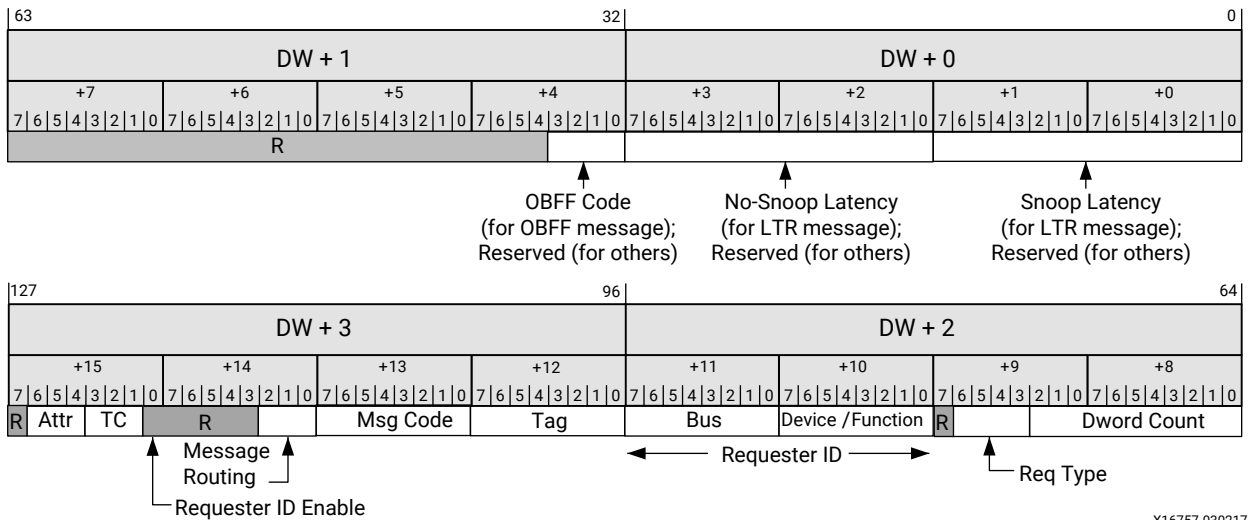 63 32 0
DW + 1 DW + 0
+7 +6 +5 +4 +3 +2 +1 +0
7 6 5 4 3 2 1 0 7 6 5 4 3 2 1 0 7 6 5 4 3 2 1 0 7 6 5 4 3 2 1 0 7 6 5 4 3 2 1 0 7 6 5 4 3 2 1 0 7 6 5 4 3 2 1 0 7 6 5 4 3 2 1 0
R
OBFF Code
(for OBFF message);
Reserved (for others)
No-Snoop Latency
(for LTR message);
Reserved (for others)
Snoop Latency
(for LTR message);
Reserved (for others)
127 96 64
DW + 3 DW + 2
+15 +14 +13 +12 +11 +10 +9 +8
7 6 5 4 3 2 1 0 7 6 5 4 3 2 1 0 7 6 5 4 3 2 1 0 7 6 5 4 3 2 1 0 7 6 5 4 3 2 1 0 7 6 5 4 3 2 1 0 7 6 5 4 3 2 1 0 7 6 5 4 3 2 1 0
R Attr TC R Msg Code Tag Bus Device /Function R Dword Count
Message
Routing
Requester ID
Req Type
Requester ID Enable